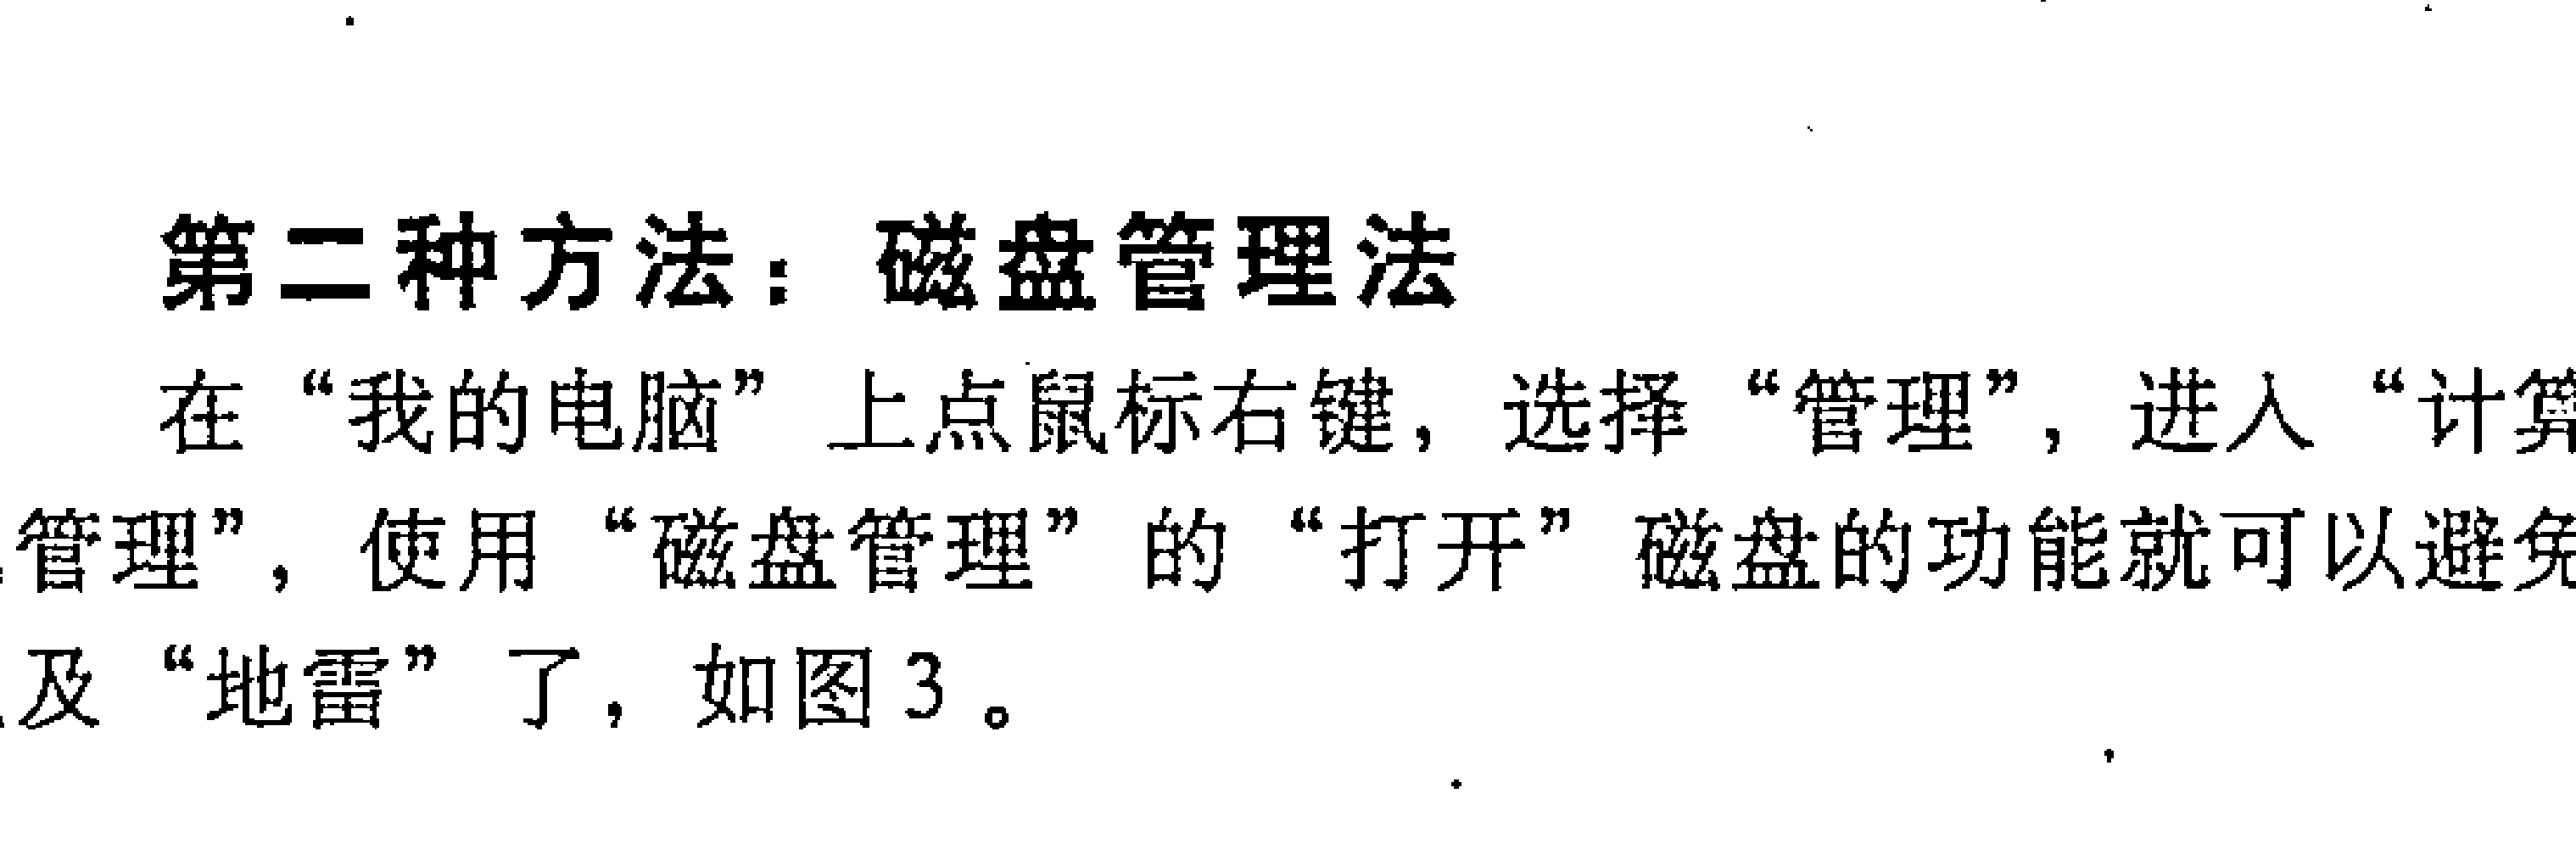 第二种方法：磁盘管理法
在“我的电脑”上点鼠标右键，选择“管理”，进入“计算
管理”，使用“磁盘管理”的“打开”磁盘的功能就可以避免
及“地雷”了，如图3。